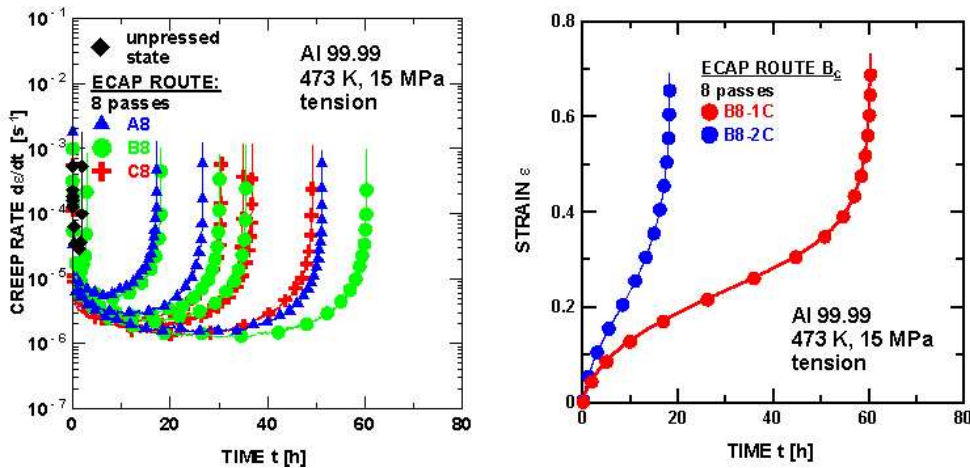 10⁻¹
10⁻²
10⁻³
10⁻⁴
10⁻⁵
10⁻⁶
10⁻⁷
CREEP RATE dε/dt [s⁻¹]
unpressed
state
ECAP ROUTE:
8 passes
A8
B8
C8
Al 99.99
473 K, 15 MPa
tension
0 20 40 60 80
TIME t [h]
0.8
0.6
0.4
0.2
0
STRAIN ε
ECAP ROUTE B_C
8 passes
B8-1C
B8-2C
Al 99.99
473 K, 15 MPa
tension
0 20 40 60 80
TIME t [h]